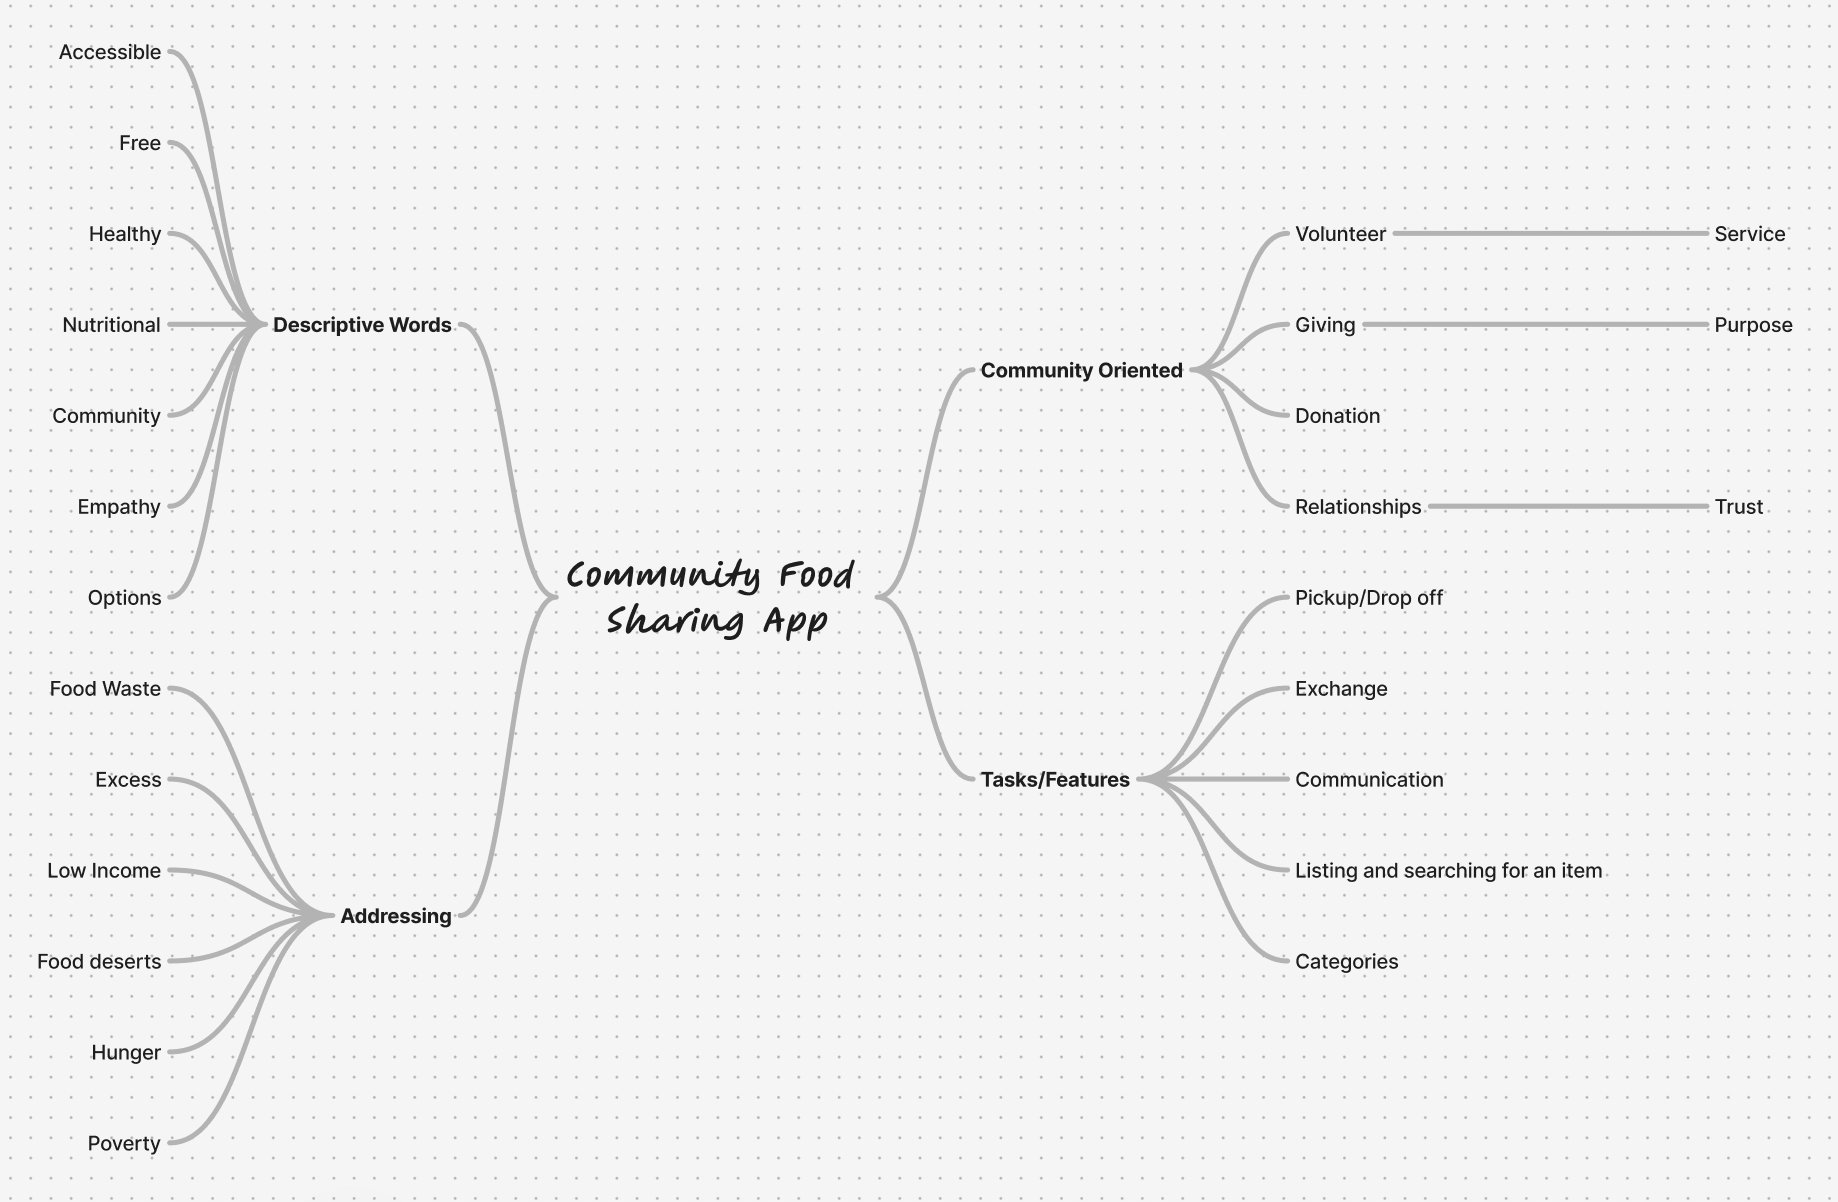 Accessible
Free
Healthy
Nutritional
Community
Empathy
Options
Descriptive Words
Food Waste
Excess
Low Income
Food deserts
Hunger
Poverty
Addressing
Community Food
Sharing App
Community Oriented
Volunteer
Service
Giving
Purpose
Donation
Relationships
Trust
Tasks/Features
Pickup/Drop off
Exchange
Communication
Listing and searching for an item
Categories